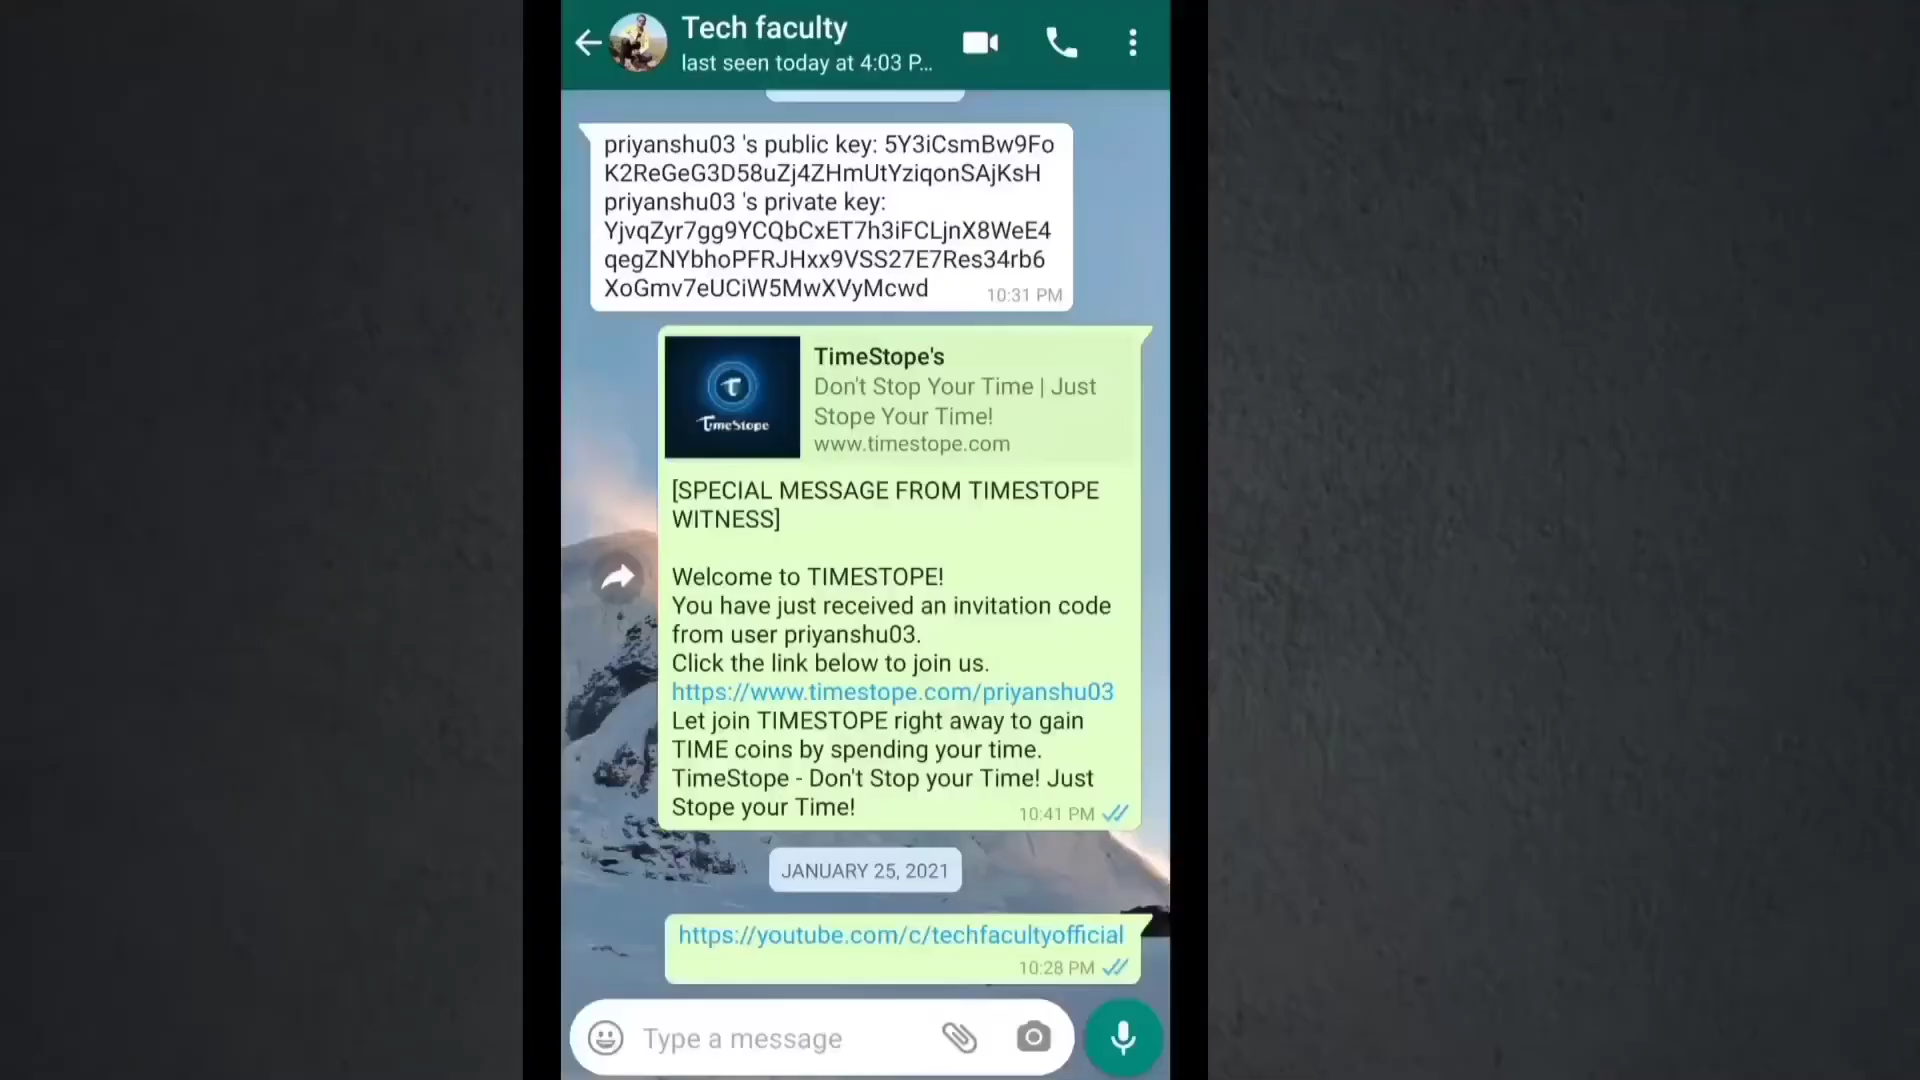 Tech faculty
last seen today at 4:03 P...
priyanshu03 's public key: 5Y3iCsmBw9Fo
K2ReGeG3D58uZj4ZHmUtYziqonSAjKsH
priyanshu03 's private key:
YjvqZyr7gg9YCQbCxET7h3iFCLjnX8WeE4
qegZNYbhoPFRJHxx9VSS27E7Res34rb6
XoGmv7eUCiW5MwXVyMcwd
10:31 PM
TimeStope
TimeStope's
Don't Stop Your Time | Just
Stope Your Time!
www.timestope.com
[SPECIAL MESSAGE FROM TIMESTOPE
WITNESS]
Welcome to TIMESTOPE!
You have just received an invitation code
from user priyanshu03.
Click the link below to join us.
https://www.timestope.com/priyanshu03
Let join TIMESTOPE right away to gain
TIME coins by spending your time.
TimeStope - Don't Stop your Time! Just
Stope your Time!
10:41 PM
JANUARY 25, 2021
https://youtube.com/c/techfacultyofficial
10:28 PM
Type a message